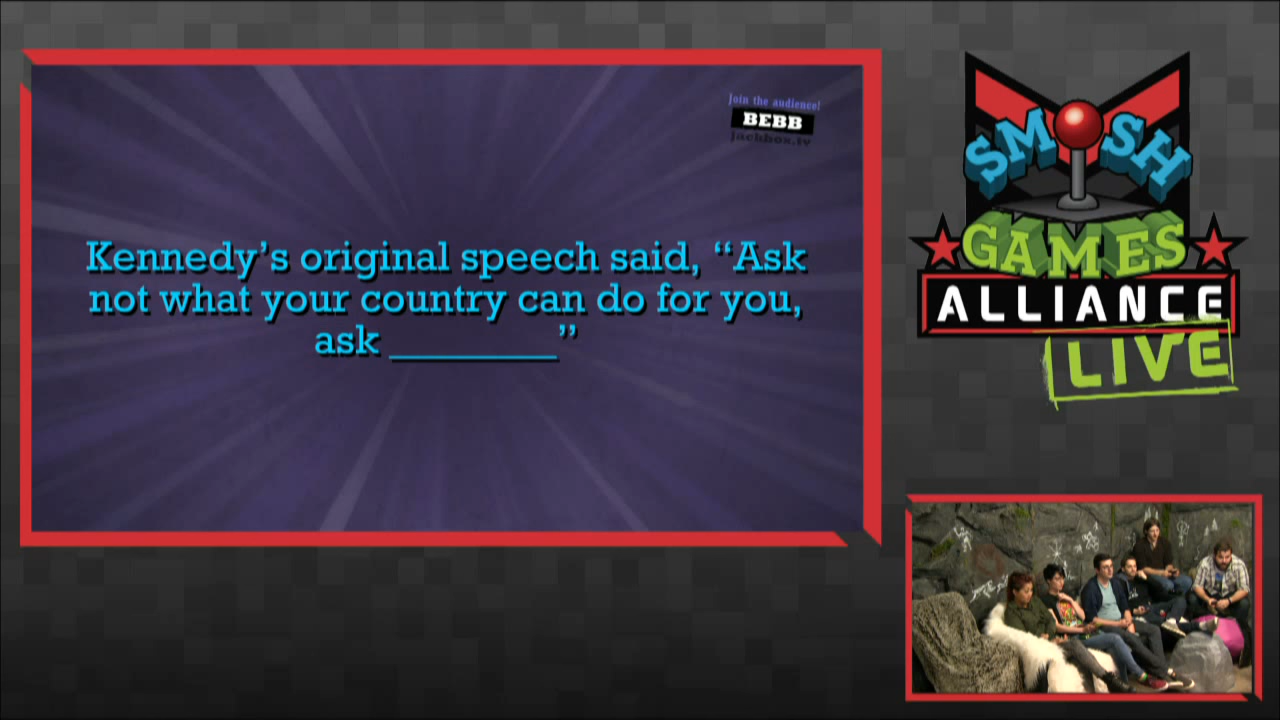 Join the audience!
BEBB
jackbox.tv
Kennedy’s original speech said, “Ask
not what your country can do for you,
ask ________”
SMOSH
GAMES
ALLIANCE
LIVE